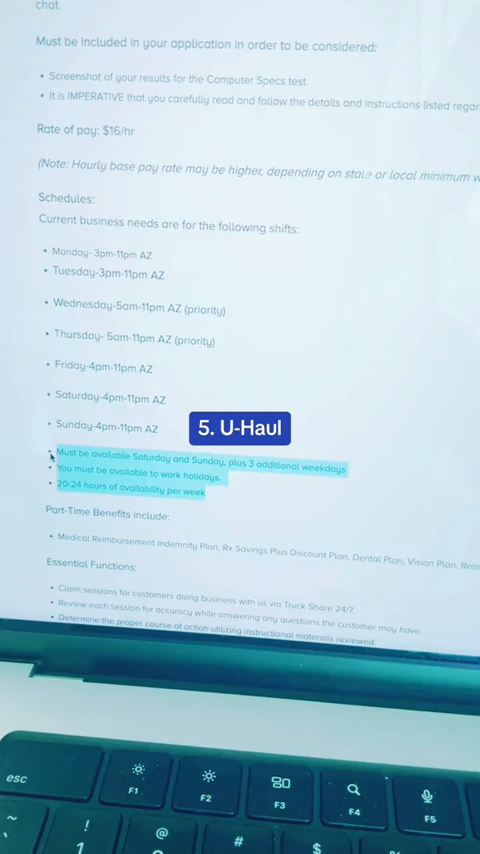 chat.
Must be included in your application in order to be considered:
• Screenshot of your results for the Computer Specs test.
• It is IMPERATIVE that you carefully read and follow the details and instructions listed regar
Rate of pay: $16/hr
(Note: Hourly base pay rate may be higher, depending on state or local minimum w
Schedules:
Current business needs are for the following shifts:
• Monday- 3pm-11pm AZ
• Tuesday-3pm-11pm AZ
• Wednesday-5am-11pm AZ (priority)
• Thursday- 5am-11pm AZ (priority)
• Friday-4pm-11pm AZ
• Saturday-4pm-11pm AZ
• Sunday-4pm-11pm AZ
5. U-Haul
• Must be available Saturday and Sunday, plus 3 additional weekdays.
• You must be available to work holidays.
• 20-24 hours of availability per week
Part-Time Benefits include:
• Medical Reimbursement Indemnity Plan, Rx Savings Plus Discount Plan, Dental Plan, Vision Plan, Reti
Essential Functions:
• Claim sessions for customers doing business with us via Truck Share 24/7.
• Review each session for accuracy while answering any questions the customer may have.
• Determine the proper course of action utilizing instructional materials reviewed
esc
F1
F2
F3
F4
F5
~
!
1
@
#
$